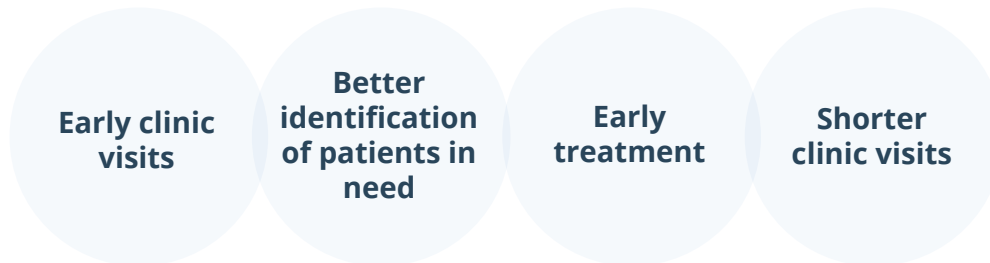 Early clinic
visits
Better
identification
of patients in
need
Early
treatment
Shorter
clinic visits